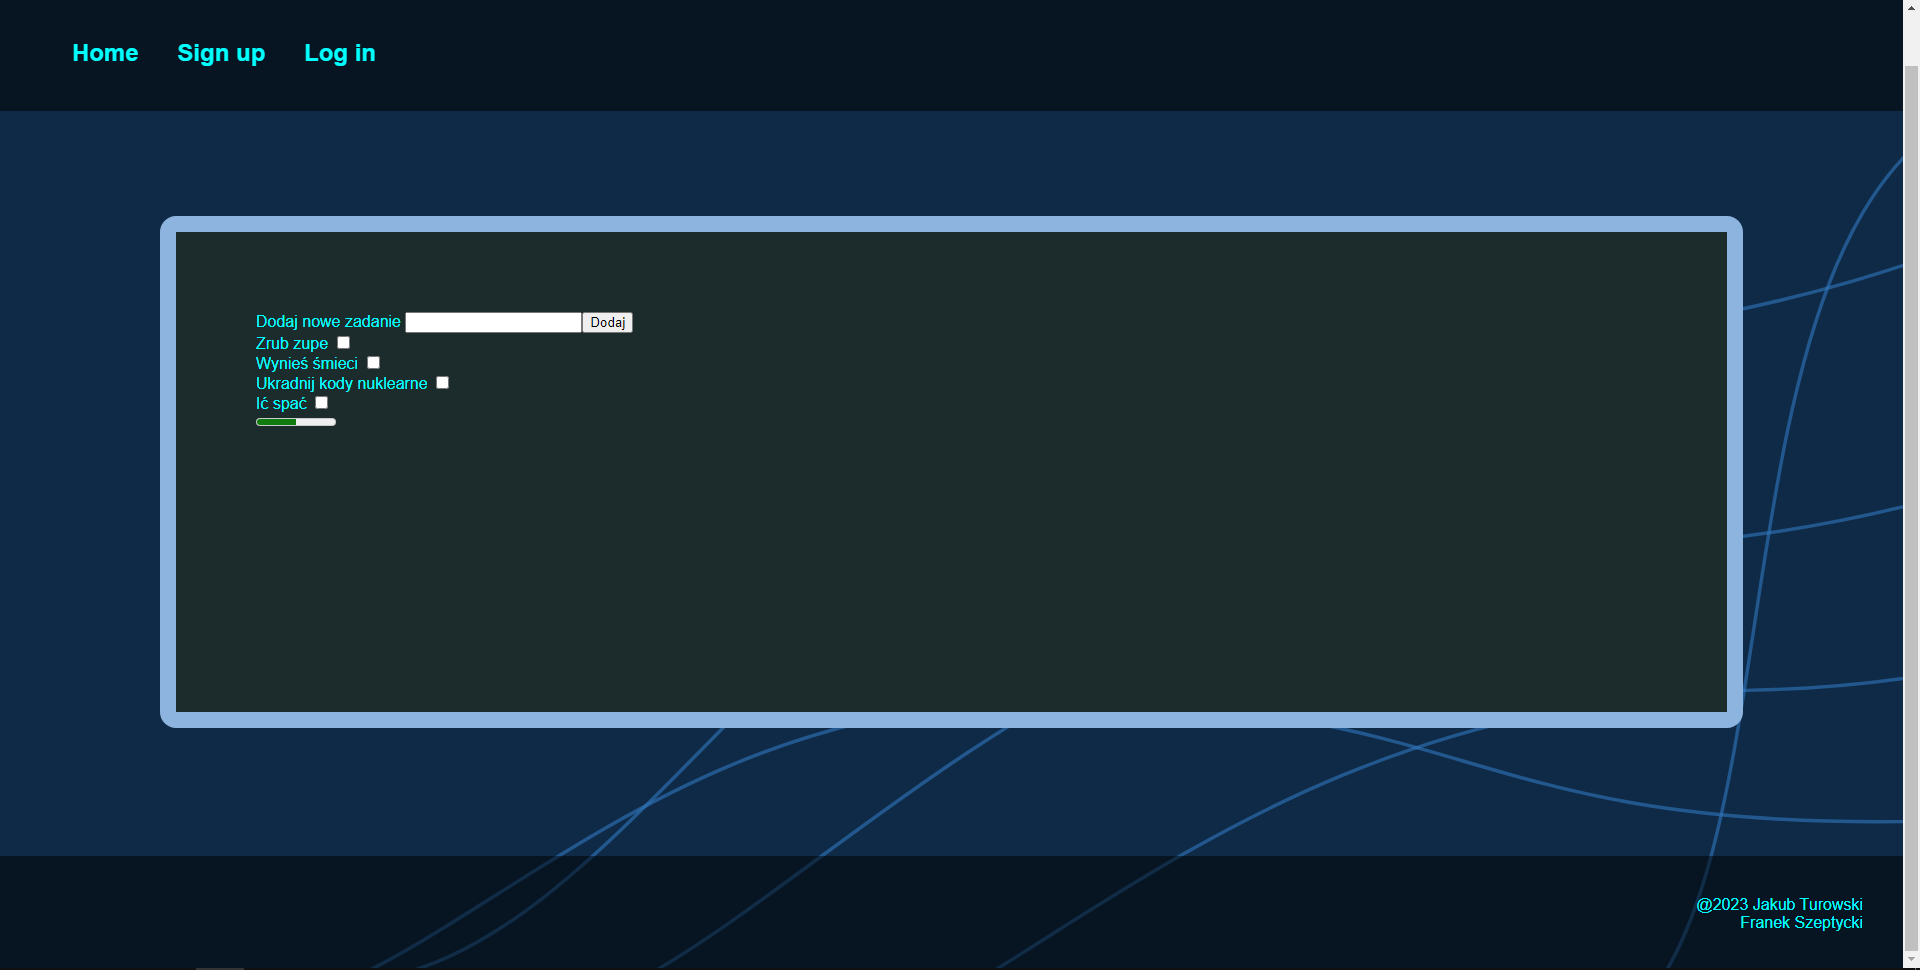 Home Sign up Log in
Dodaj nowe zadanie Dodaj
Zrub zupe
Wynieś śmieci
Ukradnij kody nuklearne
Ić spać
@2023 Jakub Turowski
Franek Szeptycki